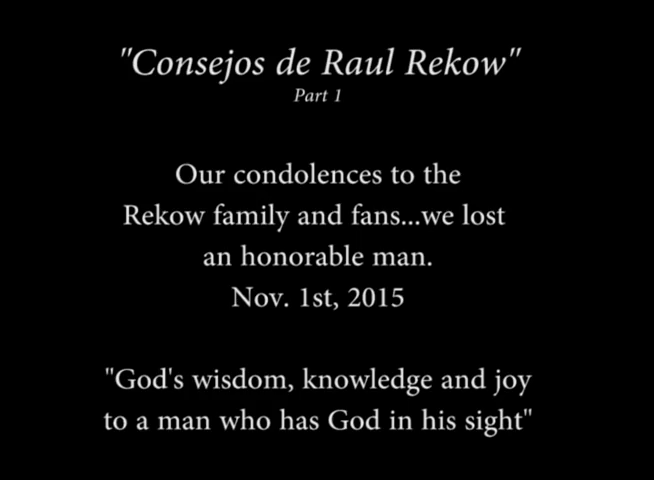 "Consejos de Raul Rekow"
Part 1
Our condolences to the
Rekow family and fans...we lost
an honorable man.
Nov. 1st, 2015
"God's wisdom, knowledge and joy
to a man who has God in his sight"